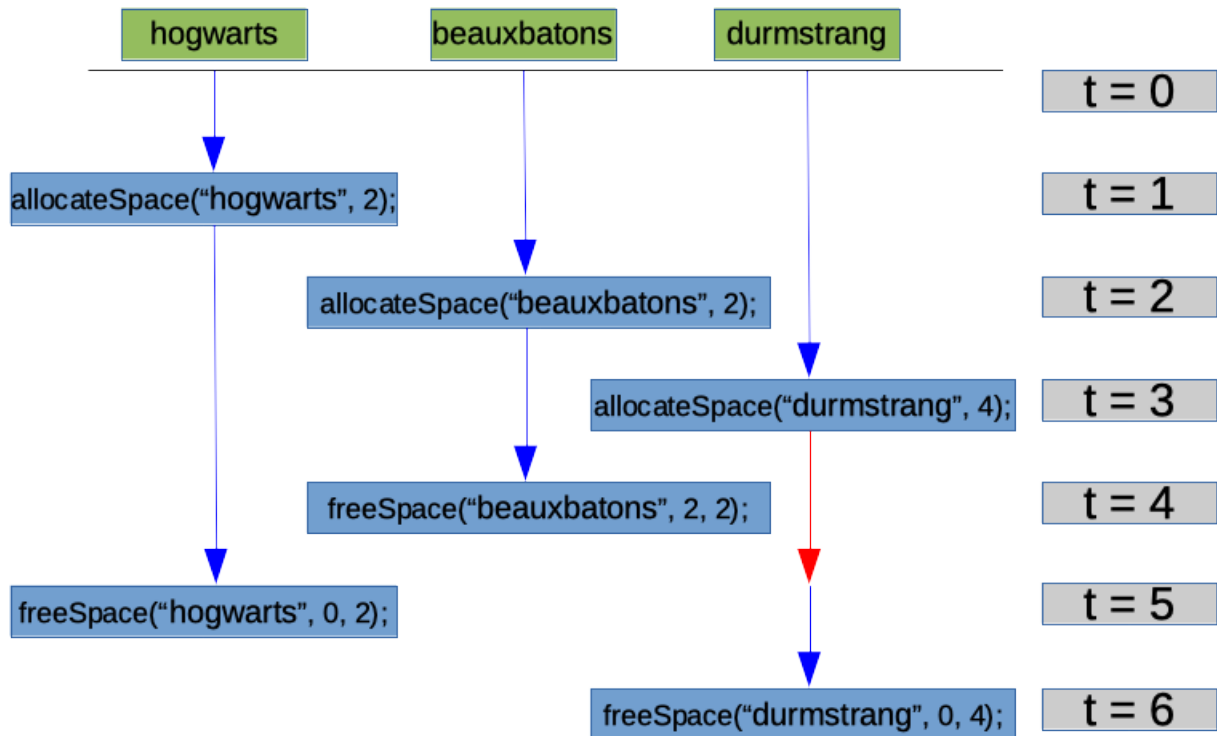 hogwarts beauxbatons durmstrang
t = 0
allocateSpace(“hogwarts”, 2);
t = 1
allocateSpace(“beauxbatons”, 2);
t = 2
allocateSpace(“durmstrang”, 4);
t = 3
freeSpace(“beauxbatons”, 2, 2);
t = 4
freeSpace(“hogwarts”, 0, 2);
t = 5
freeSpace(“durmstrang”, 0, 4);
t = 6